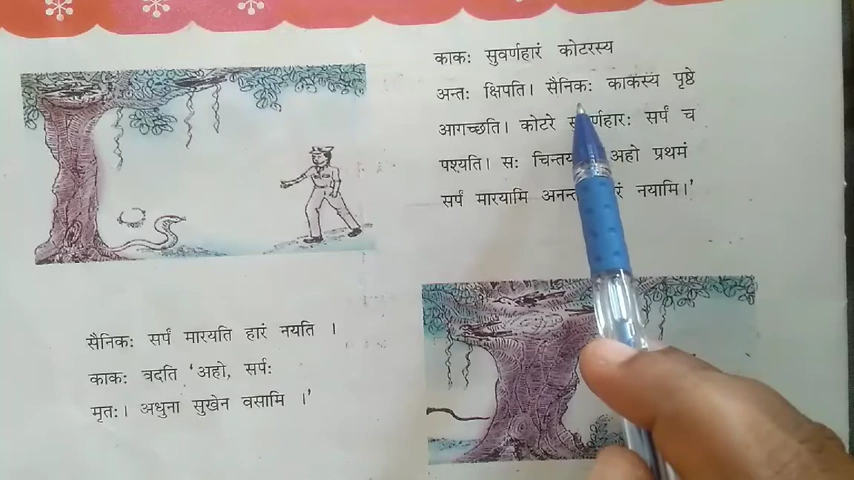 काकः सुवर्णहारं कोटरस्य
अन्तः क्षिपति। सैनिकः काकस्य पृष्ठे
आगच्छति। कोटरे सर्पं च
पश्यति। सः अहो प्रथमं
सर्पं मारयामि नयामि।'
सैनिकः सर्पं मारयति हारं नयति ।
काकः वदति 'अहो, सर्पः
मृतः। अधुना सुखेन वसामि ।'